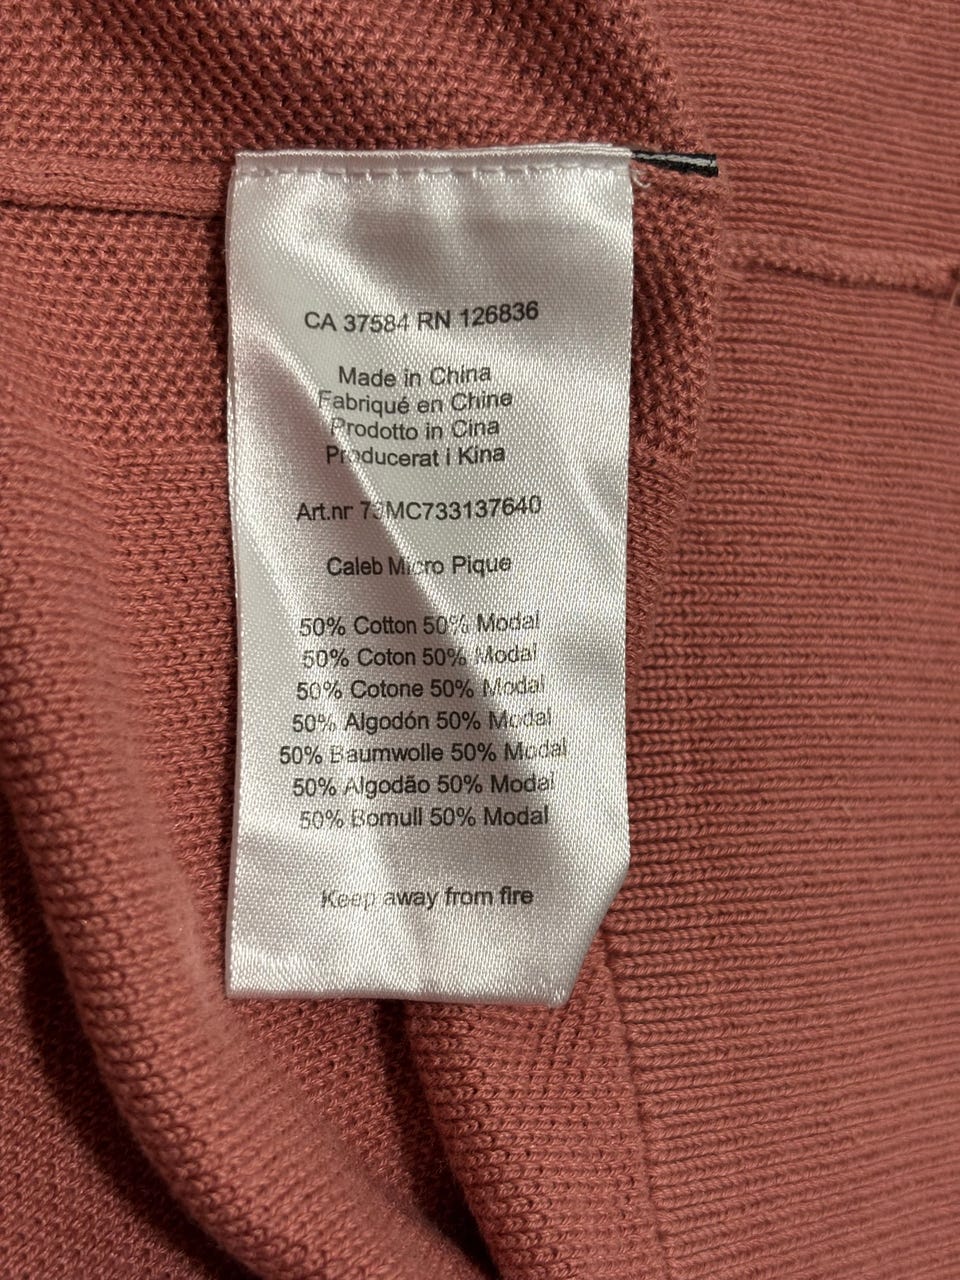 CA 37584 RN 126836
Made in China
Fabriqué en Chine
Prodotto in Cina
Producerat i Kina
Art.nr 73MC733137640
Caleb Micro Pique
50% Cotton 50% Modal
50% Coton 50% Modal
50% Cotone 50% Modal
50% Algodón 50% Modal
50% Baumwolle 50% Modal
50% Algodão 50% Modal
50% Bomull 50% Modal
Keep away from fire